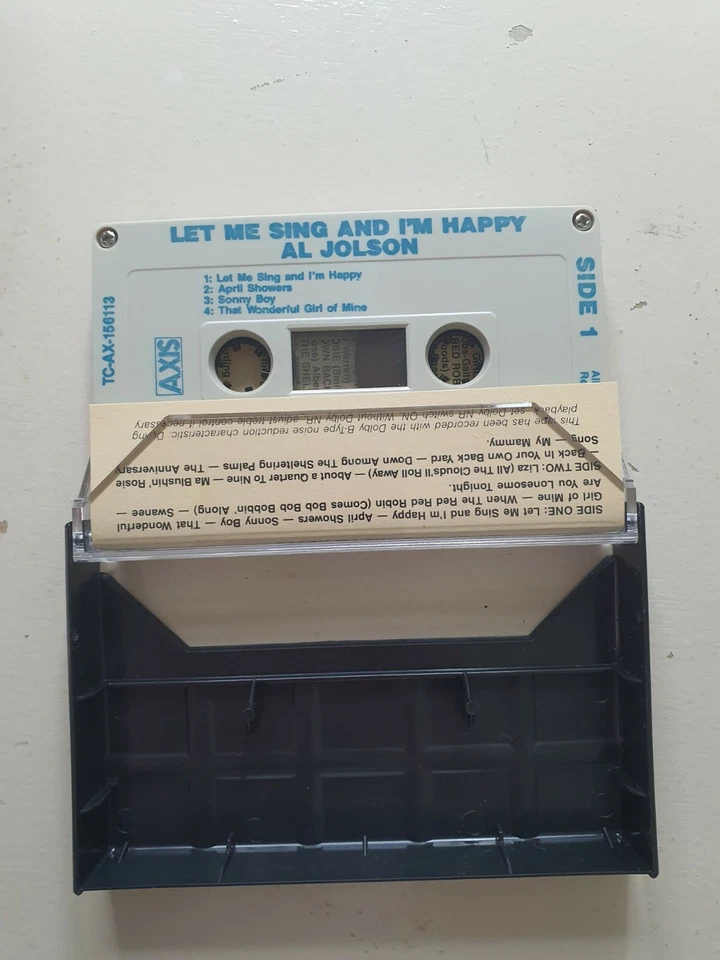 LET ME SING AND I'M HAPPY
AL JOLSON
1: Let Me Sing and I'm Happy
2: April Showers
3: Sonny Boy
4: That Wonderful Girl of Mine
SIDE 1
TC-AX-156113
AXIS
SIDE ONE: Let Me Sing and I'm Happy — April Showers — Sonny Boy — That Wonderful
Girl of Mine — When The Red Red Robin (Comes Bob Bob Bobbin' Along) — Swanee —
Are You Lonesome Tonight.
SIDE TWO: Liza (All The Clouds'll Roll Away) — About a Quarter To Nine — Ma Blushin' Rosie
— Back In Your Own Back Yard — Down Among The Sheltering Palms — The Anniversary
Song — My Mammy.
This tape has been recorded with the Dolby B-Type noise reduction characteristic. During
playback set Dolby NR switch ON. Without Dolby NR, adjust treble control if necessary